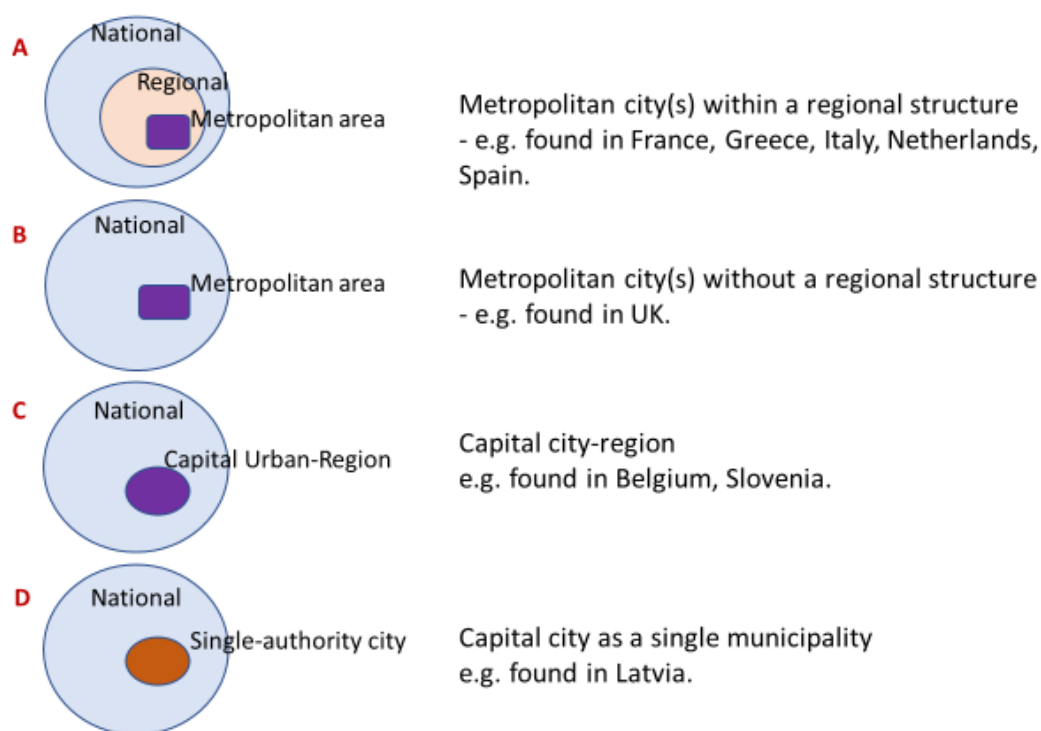 A
National
Regional
Metropolitan area
Metropolitan city(s) within a regional structure
- e.g. found in France, Greece, Italy, Netherlands,
Spain.
B
National
Metropolitan area
Metropolitan city(s) without a regional structure
- e.g. found in UK.
C
National
Capital Urban-Region
Capital city-region
e.g. found in Belgium, Slovenia.
D
National
Single-authority city
Capital city as a single municipality
e.g. found in Latvia.